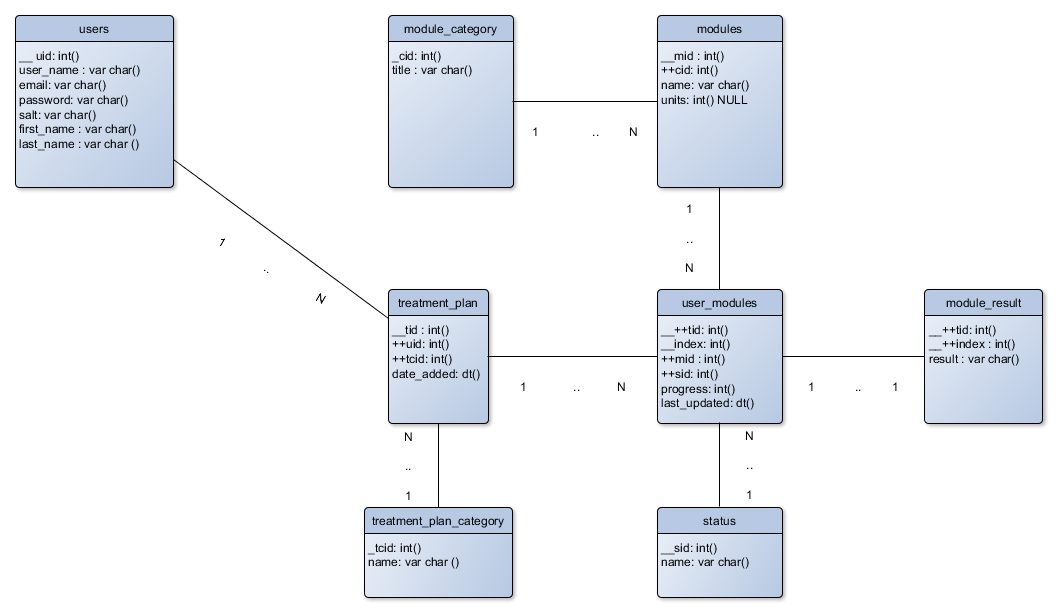 users
__ uid: int()
user_name : var char()
email: var char()
password: var char()
salt: var char()
first_name : var char()
last_name : var char ()
module_category
_cid: int()
title : var char()
modules
__mid : int()
++cid: int()
name: var char()
units: int() NULL
1 .. N
1
..
N
1
..
N
treatment_plan
__tid : int()
++uid: int()
++tcid: int()
date_added: dt()
user_modules
__++tid: int()
__index: int()
++mid : int()
++sid: int()
progress: int()
last_updated: dt()
module_result
__++tid: int()
__++index : int()
result : var char()
1 .. N
1 .. 1
N
..
1
N
..
1
treatment_plan_category
_tcid: int()
name: var char ()
status
__sid: int()
name: var char()